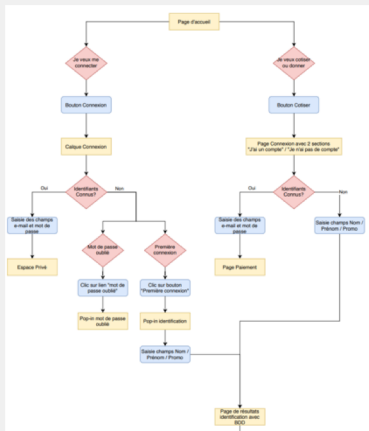 Page d'accueil
Je veux me
connecter
Je veux cotiser
ou donner
Bouton Connexion
Bouton Cotiser
Calque Connexion
Page Connexion avec 2 sections
"J'ai un compte" / "Je n'ai pas de compte"
Identifiants
Connus?
Oui
Non
Identifiants
Connus?
Oui
Non
Saisie des champs
e-mail et mot de
passe
Mot de passe
oublié
Première
connexion
Saisie des champs
e-mail et mot de
passe
Saisie champs Nom /
Prénom / Promo
Espace Privé
Clic sur lien "mot
de passe oublié"
Clic sur bouton
"Première connexion"
Page Paiement
Pop-in mot de passe
oublié
Pop-in identification
Saisie champs Nom /
Prénom / Promo
Page de résultats
identification avec
BDD